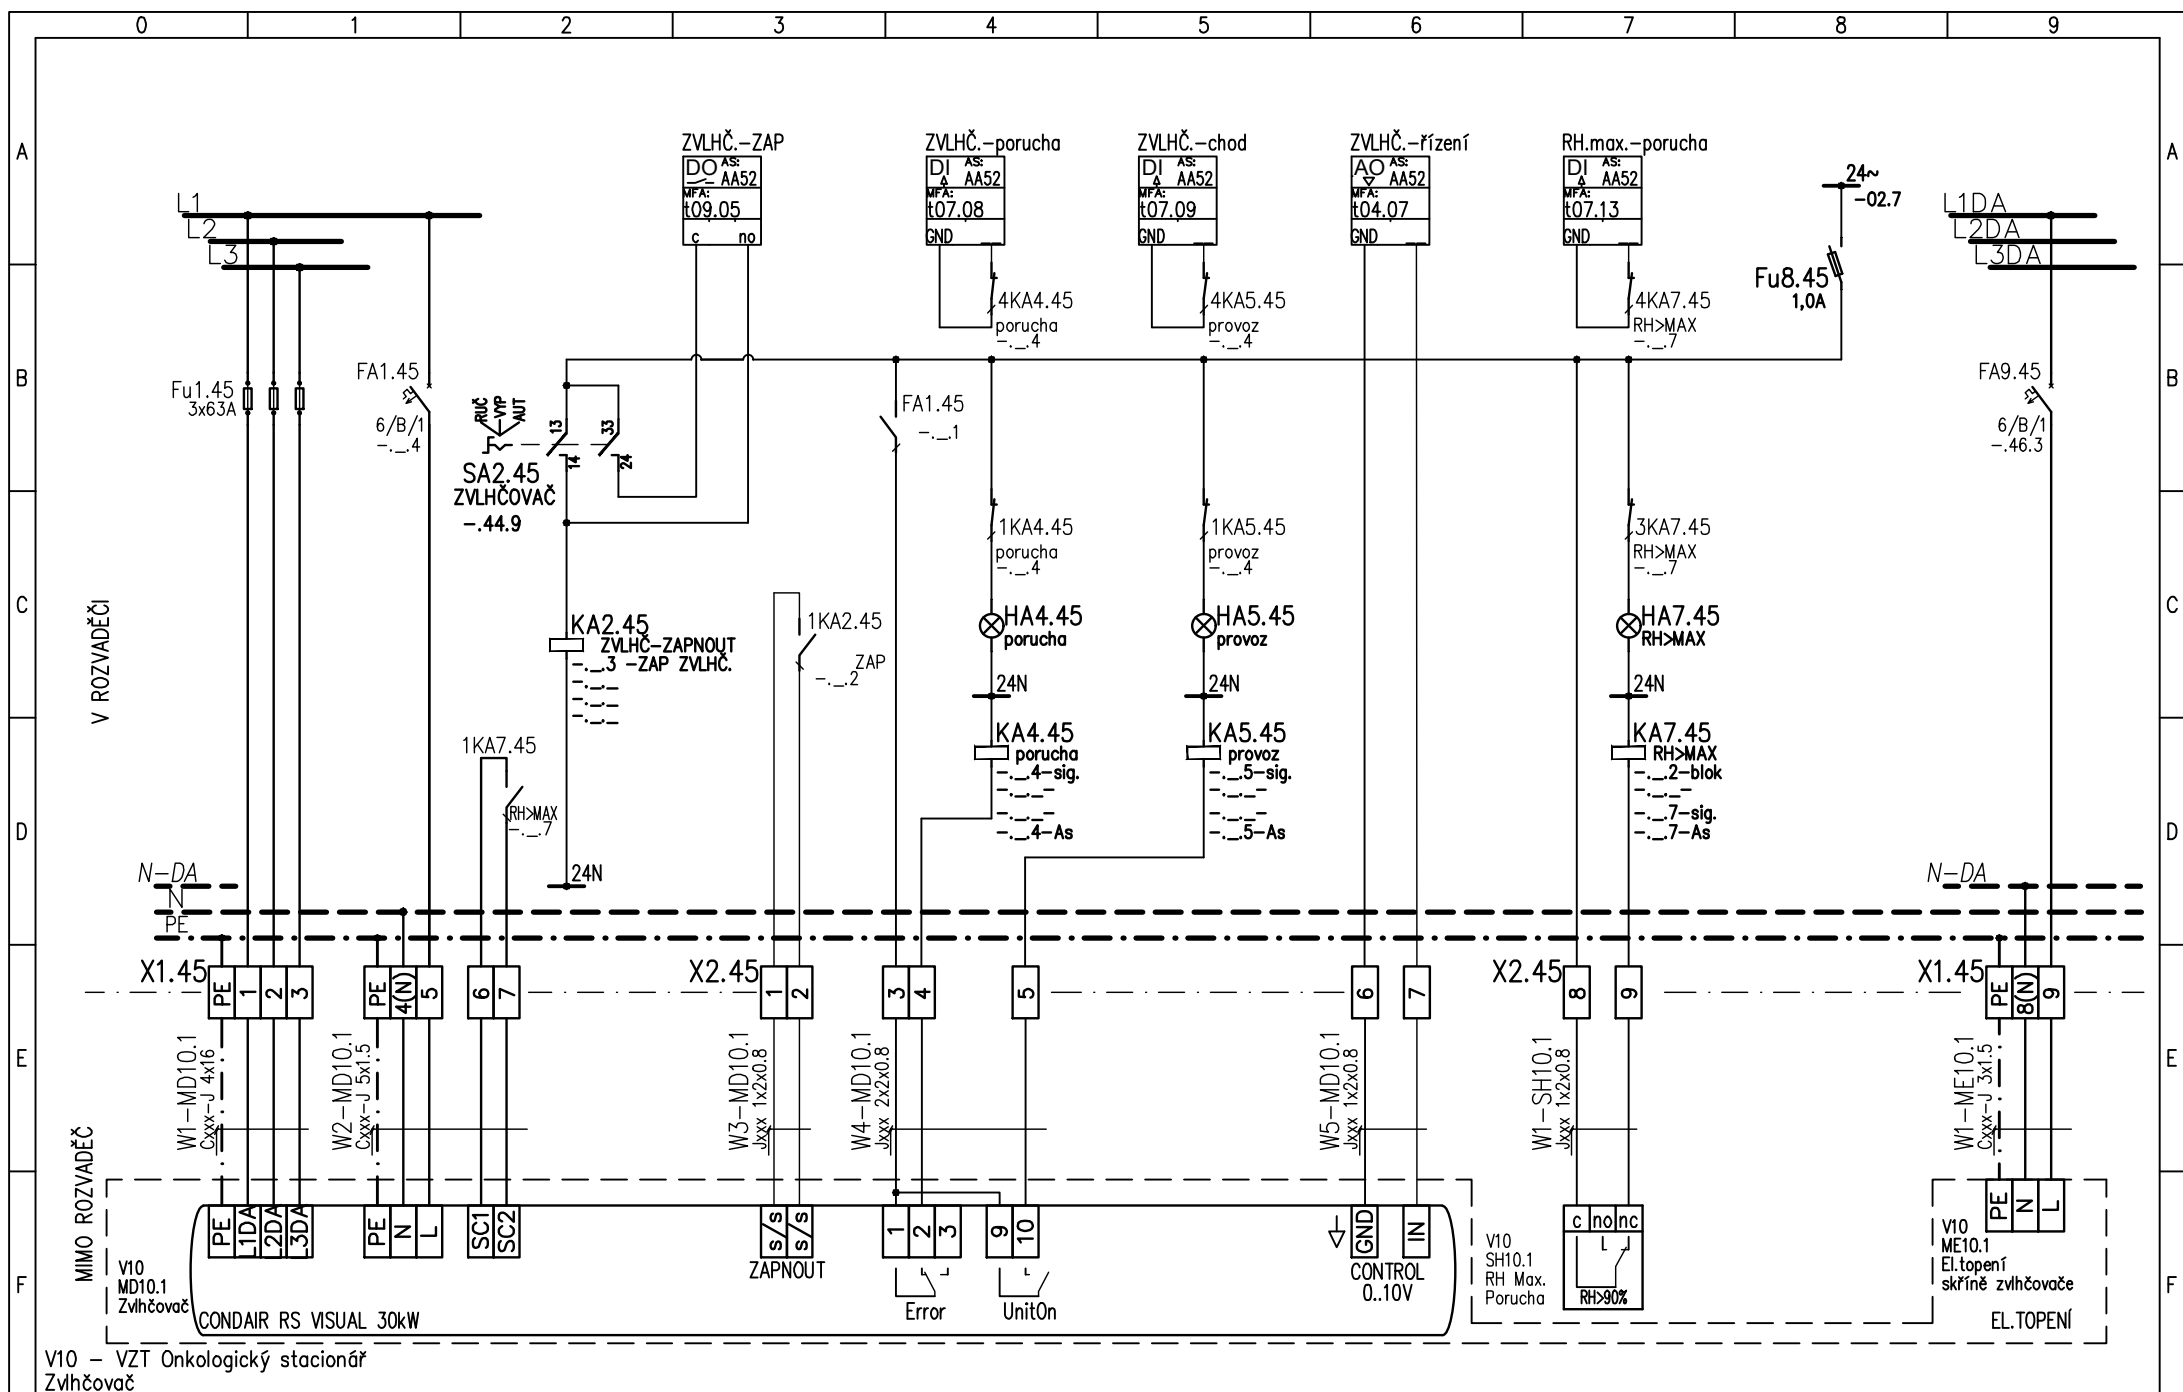 0 1 2 3 4 5 6 7 8 9
A
ZVLHČ.-ZAP
DO AS: AA52
MFA:
t09.05
c no
ZVLHČ.-porucha
DI AS: AA52
MFA:
t07.08
GND __
ZVLHČ.-chod
DI AS: AA52
MFA:
t07.09
GND __
ZVLHČ.-řízení
AO AS: AA52
MFA:
t04.07
GND __
RH.max.-porucha
DI AS: AA52
MFA:
t07.13
GND __
24~
-02.7
A
L1
L2
L3
L1DA
L2DA
L3DA
4KA4.45
porucha
-._.4
4KA5.45
provoz
-._.4
4KA7.45
RH>MAX
-._.7
Fu8.45
1,0A
B
Fu1.45
3x63A
FA1.45
6/B/1
-._.4
RUČ
VYP
AUT
13
14
33
24
SA2.45
ZVLHČOVAČ
-.44.9
FA1.45
-._.1
FA9.45
6/B/1
-.46.3
B
1KA4.45
porucha
-._.4
1KA5.45
provoz
-._.4
3KA7.45
RH>MAX
-._.7
C
V ROZVADĚČI
KA2.45
ZVLHČ-ZAPNOUT
-._.3 -ZAP ZVLHČ.
-._._
-._._
-._._
1KA2.45
ZAP
-._.2
HA4.45
porucha
24N
HA5.45
provoz
24N
HA7.45
RH>MAX
24N
C
D
1KA7.45
RH>MAX
-._.7
24N
KA4.45
porucha
-._.4-sig.
-._._-
-._._-
-._.4-As
KA5.45
provoz
-._.5-sig.
-._._-
-._._-
-._.5-As
KA7.45
RH>MAX
-._.2-blok
-._._-
-._.7-sig.
-._.7-As
D
N-DA
N
PE
N-DA
X1.45 PE 1 2 3 PE 4(N) 5 6 7
X2.45 1 2 3 4 5 6 7
X2.45 8 9
X1.45 PE 8(N) 9
E
W1-MD10.1
Cxxx-J 4x16
W2-MD10.1
Cxxx-J 5x1.5
W3-MD10.1
Jxxx 1x2x0.8
W4-MD10.1
Jxxx 2x2x0.8
W5-MD10.1
Jxxx 1x2x0.8
W1-SH10.1
Jxxx 1x2x0.8
W1-ME10.1
Cxxx-J 3x1.5
E
MIMO ROZVADĚČ
PE L1DA L2DA L3DA PE N L SC1 SC2 s/s s/s 1 2 3 9 10 GND IN
c no nc
PE N L
F
V10
MD10.1
Zvlhčovač
CONDAIR RS VISUAL 30kW
ZAPNOUT
Error
UnitOn
CONTROL
0..10V
V10
SH10.1
RH Max.
Porucha
RH>90%
V10
ME10.1
El.topení
skříně zvlhčovače
EL.TOPENÍ
F
V10 - VZT Onkologický stacionář
Zvlhčovač